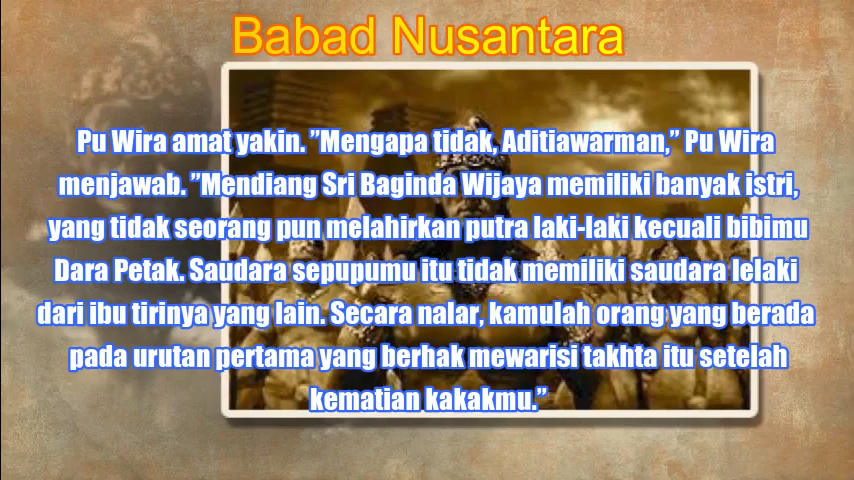 Babad Nusantara
Pu Wira amat yakin. ”Mengapa tidak, Aditiawarman,” Pu Wira
menjawab. ”Mendiang Sri Baginda Wijaya memiliki banyak istri,
yang tidak seorang pun melahirkan putra laki-laki kecuali bibimu
Dara Petak. Saudara sepupumu itu tidak memiliki saudara lelaki
dari ibu tirinya yang lain. Secara nalar, kamulah orang yang berada
pada urutan pertama yang berhak mewarisi takhta itu setelah
kematian kakakmu.”